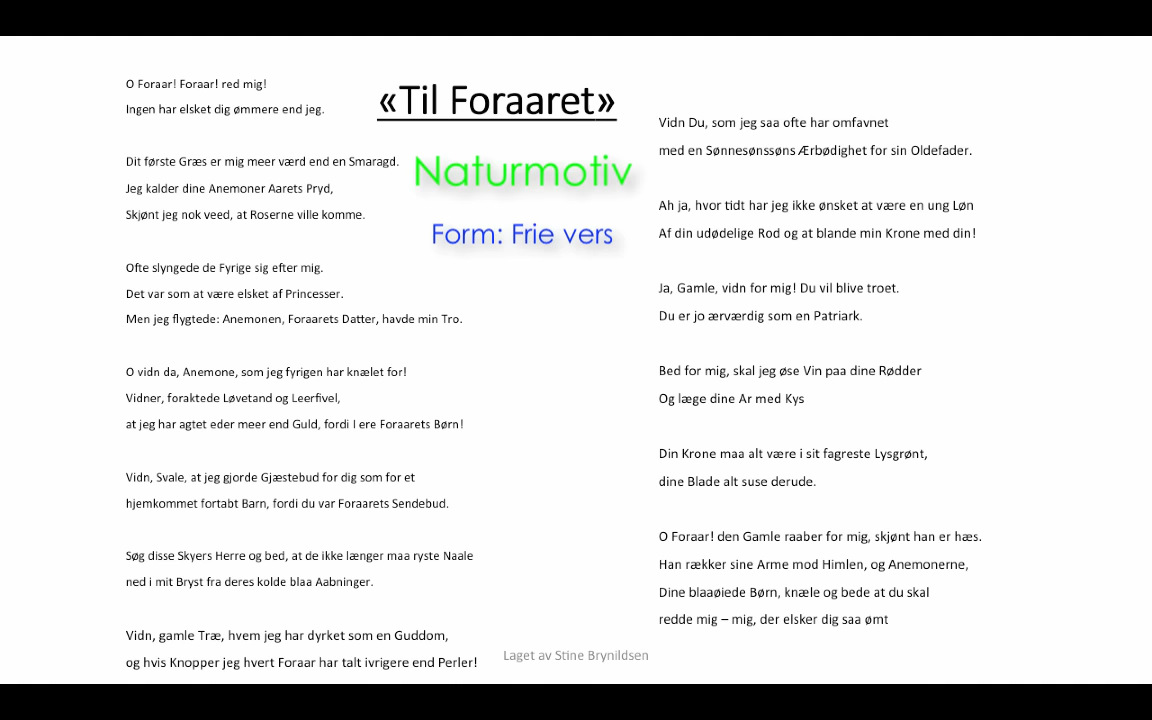 «Til Foraaret»
Naturmotiv
Form: Frie vers
O Foraar! Foraar! red mig!
Ingen har elsket dig ømmere end jeg.
Dit første Græs er mig meer værd end en Smaragd.
Jeg kalder dine Anemoner Aarets Pryd,
Skjønt jeg nok veed, at Roserne ville komme.
Ofte slyngede de Fyrige sig efter mig.
Det var som at være elsket af Princesser.
Men jeg flygtede: Anemonen, Foraarets Datter, havde min Tro.
O vidn da, Anemone, som jeg fyrigen har knælet for!
Vidner, foraktede Løvetand og Leerfivel,
at jeg har agtet eder meer end Guld, fordi I ere Foraarets Børn!
Vidn, Svale, at jeg gjorde Gjæstebud for dig som for et
hjemkommet fortabt Barn, fordi du var Foraarets Sendebud.
Søg disse Skyers Herre og bed, at de ikke længer maa ryste Naale
ned i mit Bryst fra deres kolde blaa Aabninger.
Vidn, gamle Træ, hvem jeg har dyrket som en Guddom,
og hvis Knopper jeg hvert Foraar har talt ivrigere end Perler!
Vidn Du, som jeg saa ofte har omfavnet
med en Sønnesønssøns Ærbødighet for sin Oldefader.
Ah ja, hvor tidt har jeg ikke ønsket at være en ung Løn
Af din udødelige Rod og at blande min Krone med din!
Ja, Gamle, vidn for mig! Du vil blive troet.
Du er jo ærværdig som en Patriark.
Bed for mig, skal jeg øse Vin paa dine Rødder
Og læge dine Ar med Kys
Din Krone maa alt være i sit fagreste Lysgrønt,
dine Blade alt suse derude.
O Foraar! den Gamle raaber for mig, skjønt han er hæs.
Han rækker sine Arme mod Himlen, og Anemonerne,
Dine blaaøiede Børn, knæle og bede at du skal
redde mig – mig, der elsker dig saa ømt
Laget av Stine Brynildsen